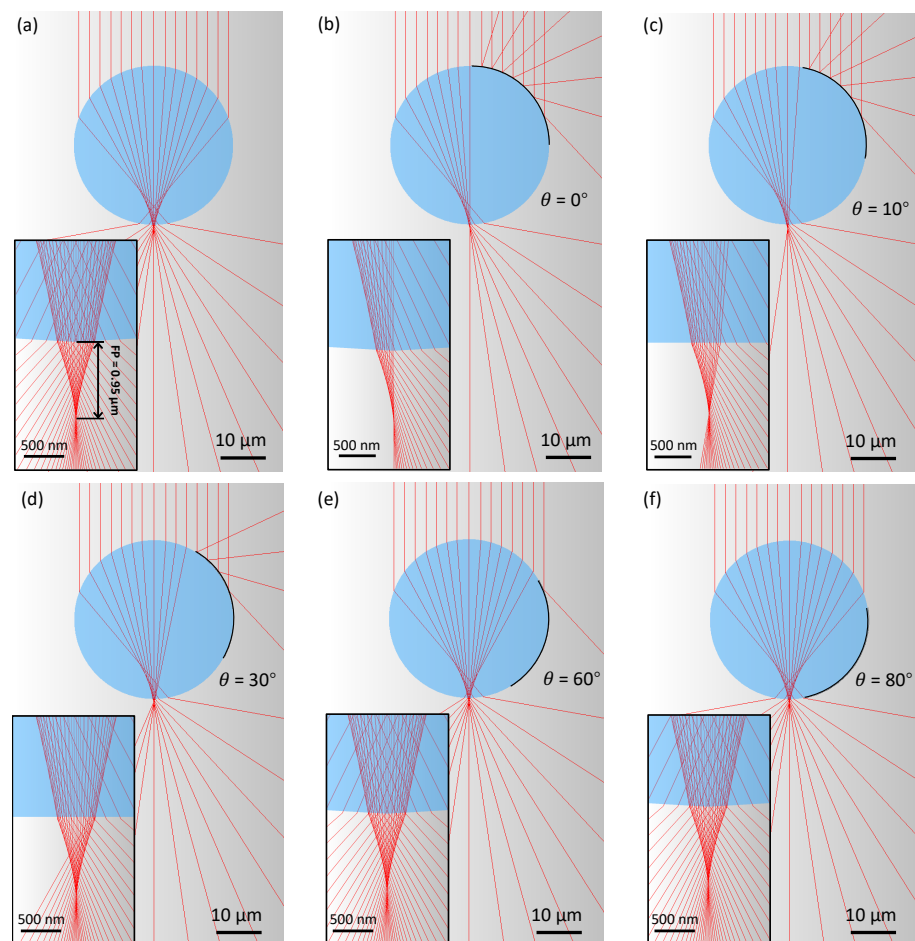 (a)
FP = 0.95 μm
500 nm
10 μm
(b)
θ = 0°
500 nm
10 μm
(c)
θ = 10°
500 nm
10 μm
(d)
θ = 30°
500 nm
10 μm
(e)
θ = 60°
500 nm
10 μm
(f)
θ = 80°
500 nm
10 μm